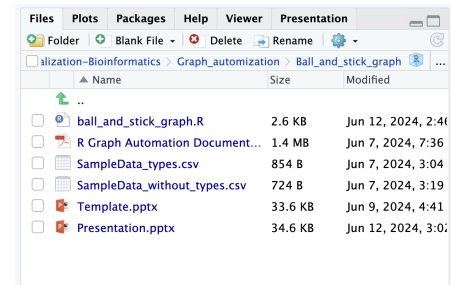 Files Plots Packages Help Viewer Presentation
Folder Blank File Delete Rename
alization-Bioinformatics > Graph_automization > Ball_and_stick_graph R ...
Name Size Modified
..
ball_and_stick_graph.R 2.6 KB Jun 12, 2024, 2:46
R Graph Automation Document... 1.4 MB Jun 7, 2024, 7:36
SampleData_types.csv 854 B Jun 7, 2024, 3:04
SampleData_without_types.csv 724 B Jun 7, 2024, 3:19
Template.pptx 33.6 KB Jun 9, 2024, 4:41
Presentation.pptx 34.6 KB Jun 12, 2024, 3:02